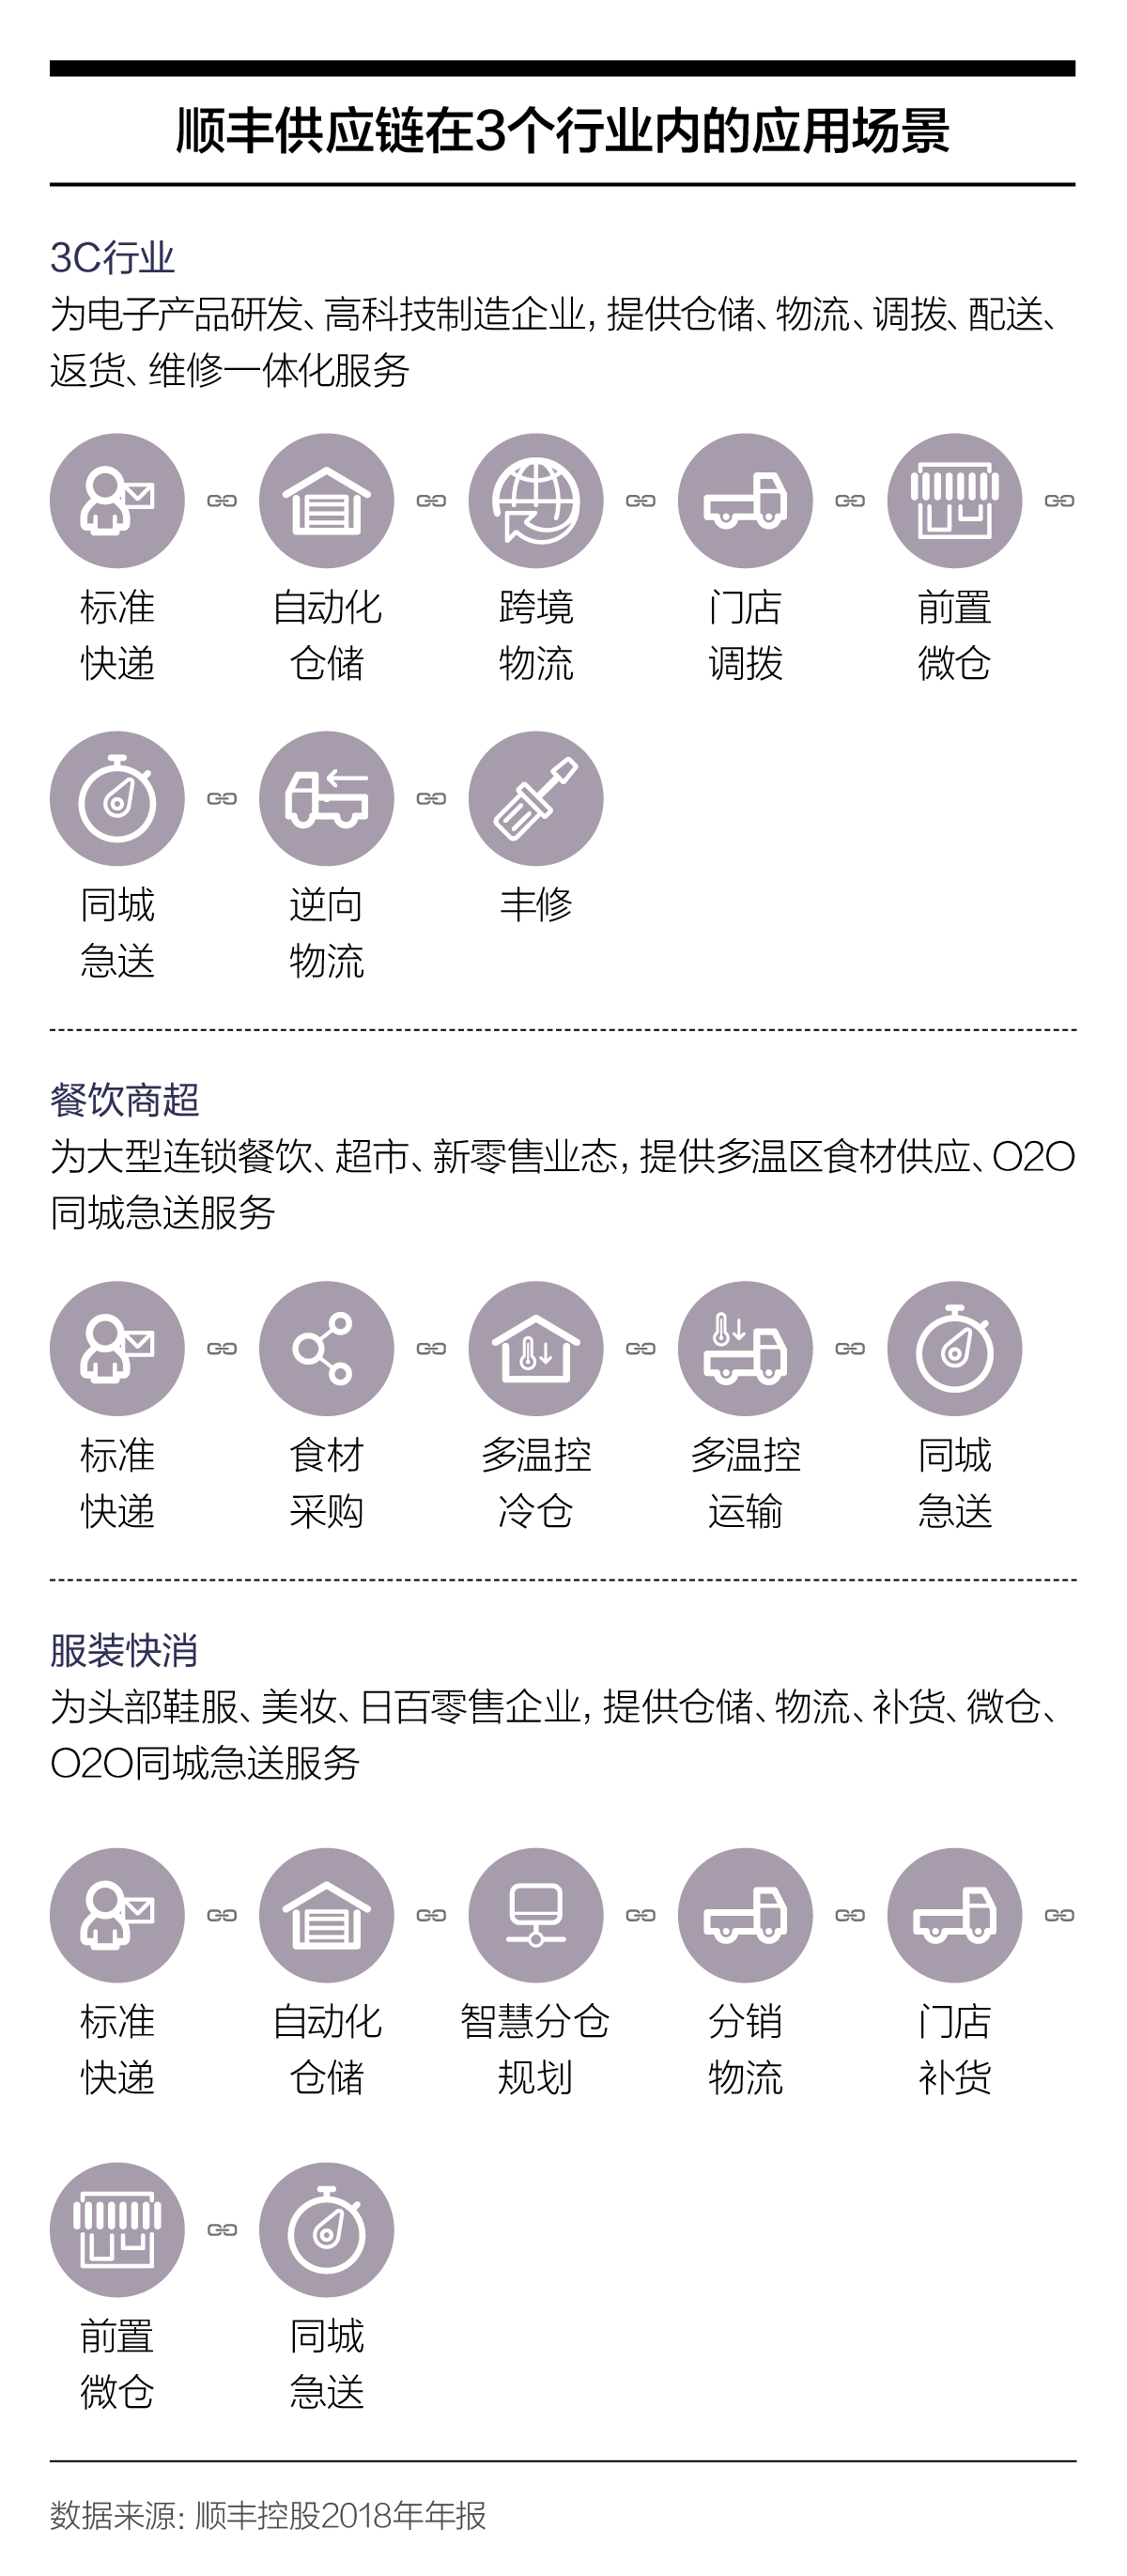 顺丰供应链在3个行业内的应用场景
3C行业
为电子产品研发、高科技制造企业，提供仓储、物流、调拨、配送、
返货、维修一体化服务
标准
快递
自动化
仓储
跨境
物流
门店
调拨
前置
微仓
同城
急送
逆向
物流
丰修
餐饮商超
为大型连锁餐饮、超市、新零售业态，提供多温区食材供应、O2O
同城急送服务
标准
快递
食材
采购
多温控
冷仓
多温控
运输
同城
急送
服装快消
为头部鞋服、美妆、日百零售企业，提供仓储、物流、补货、微仓、
O2O同城急送服务
标准
快递
自动化
仓储
智慧分仓
规划
分销
物流
门店
补货
前置
微仓
同城
急送
数据来源：顺丰控股2018年年报